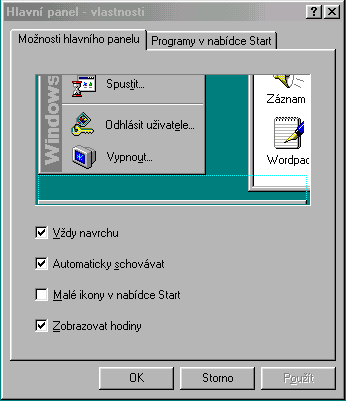 Hlavní panel - vlastnosti
Možnosti hlavního panelu
Programy v nabídce Start
Windows
Spustit...
Odhlásit uživatele...
Vypnout...
Záznam
Wordpac
Vždy navrchu
Automaticky schovávat
Malé ikony v nabídce Start
Zobrazovat hodiny
OK
Storno
Použít